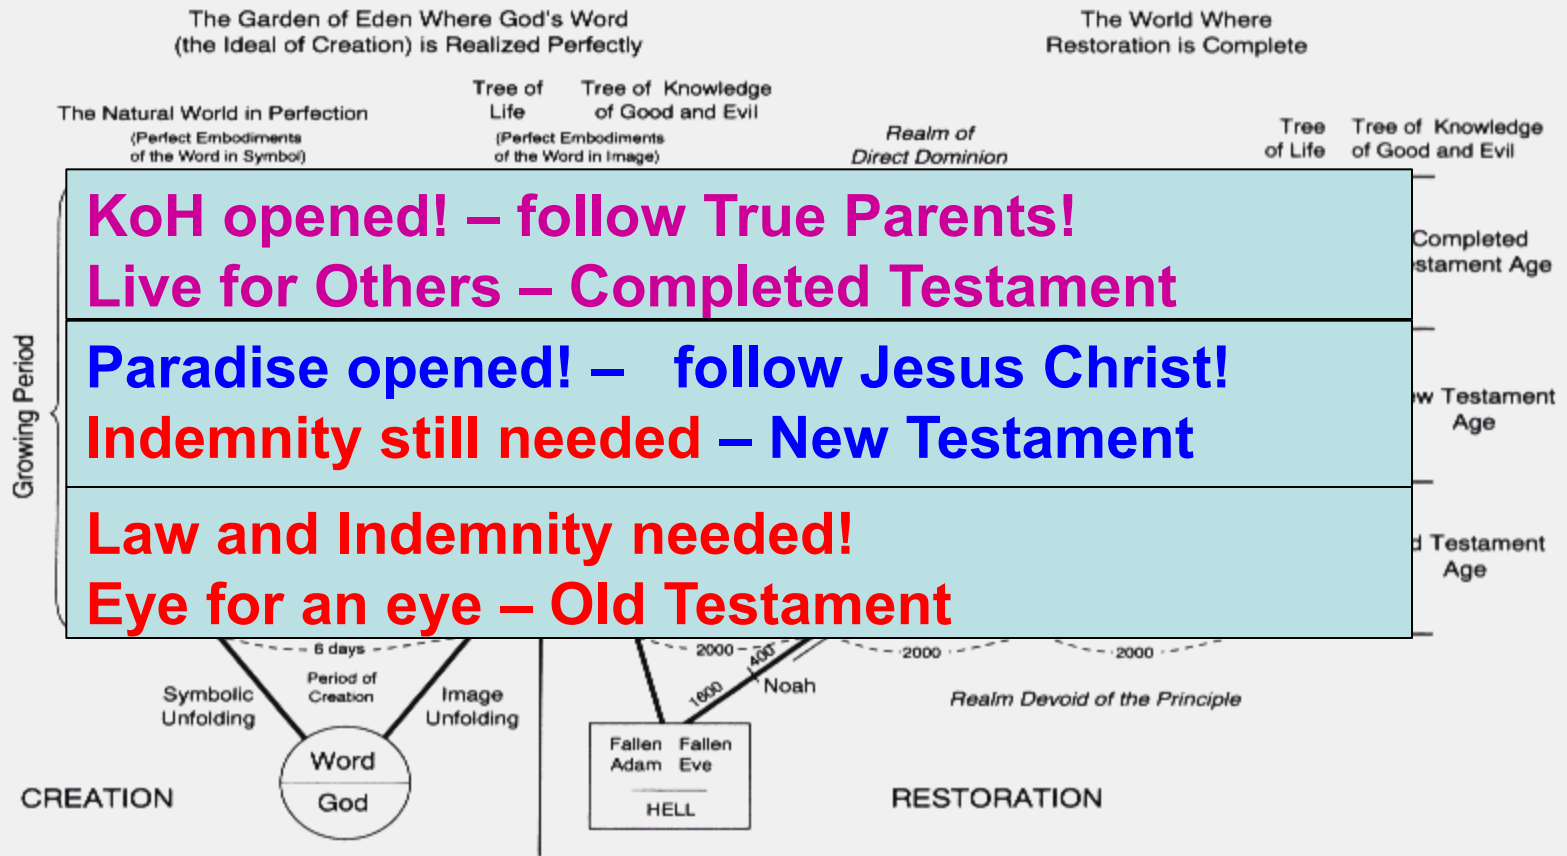 The Garden of Eden Where God's Word
(the Ideal of Creation) is Realized Perfectly
The World Where
Restoration is Complete
The Natural World in Perfection
(Perfect Embodiments
of the Word in Symbol)
Tree of
Life
Tree of Knowledge
of Good and Evil
(Perfect Embodiments
of the Word in Image)
Realm of
Direct Dominion
Tree
of Life
Tree of Knowledge
of Good and Evil
KoH opened! – follow True Parents!
Live for Others – Completed Testament
Completed
stament Age
Growing Period
Paradise opened! – follow Jesus Christ!
Indemnity still needed – New Testament
w Testament
Age
Law and Indemnity needed!
Eye for an eye – Old Testament
d Testament
Age
6 days
Period of
Creation
Symbolic
Unfolding
Image
Unfolding
Word
God
CREATION
2000
400
1600
Noah
2000
2000
Realm Devoid of the Principle
Fallen Adam
Fallen Eve
HELL
RESTORATION